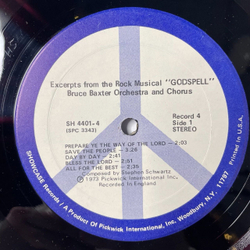 Excerpts from the Rock Musical "GODSPELL"
Bruce Baxter Orchestra and Chorus
SH 4401-4
(SPC 3342)
Record 4
Side 1
STEREO
PREPARE YE THE WAY OF THE LORD — 2:03
SAVE THE PEOPLE — 3:26
DAY BY DAY — 2:41
BLESS THE LORD — 2:41
ALL FOR THE BEST — 2:36
Composed by Stephen Schwartz
© 1972 Pickwick International Inc.
Recorded In England
SHOWCASE Records / A Product Of Pickwick International, Inc. Woodbury, N.Y. 11797
Printed in U.S.A.